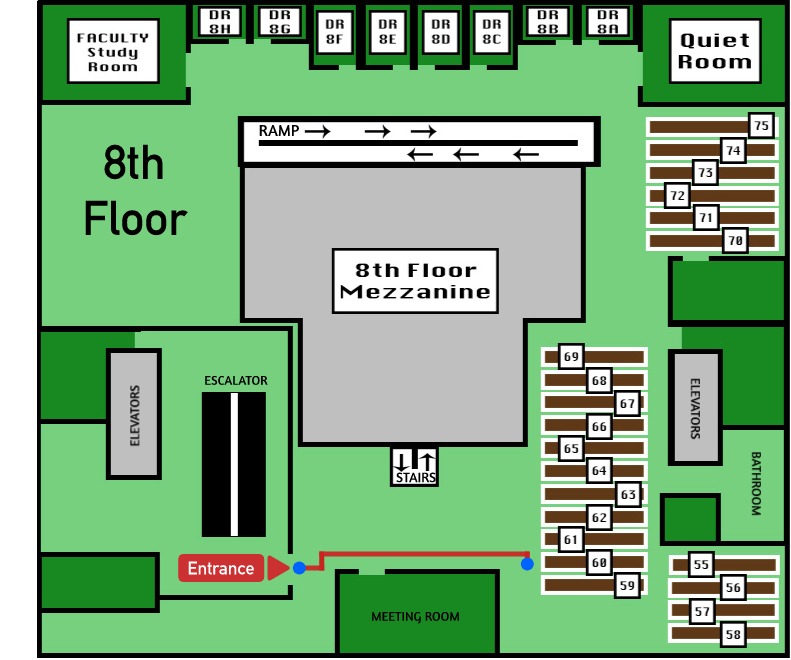 DR
8H
DR
8G
DR
8F
DR
8E
DR
8D
DR
8C
DR
8B
DR
8A
FACULTY
Study
Room
Quiet
Room
RAMP
8th
Floor
75
74
73
72
71
70
8th Floor
Mezzanine
69
68
67
66
65
64
63
62
61
60
59
ESCALATOR
ELEVATORS
ELEVATORS
STAIRS
BATHROOM
Entrance
55
56
57
58
MEETING ROOM